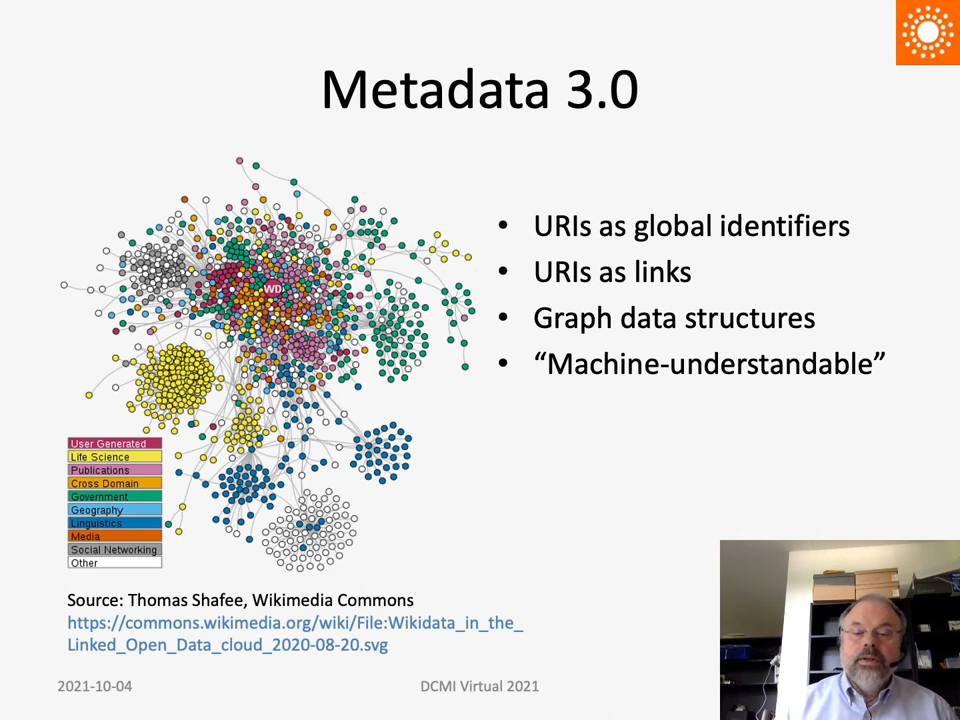 Metadata 3.0
WD
• URIs as global identifiers
• URIs as links
• Graph data structures
• “Machine-understandable”
User Generated
Life Science
Publications
Cross Domain
Government
Geography
Linguistics
Media
Social Networking
Other
Source: Thomas Shafee, Wikimedia Commons
https://commons.wikimedia.org/wiki/File:Wikidata_in_the_
Linked_Open_Data_cloud_2020-08-20.svg
2021-10-04
DCMI Virtual 2021